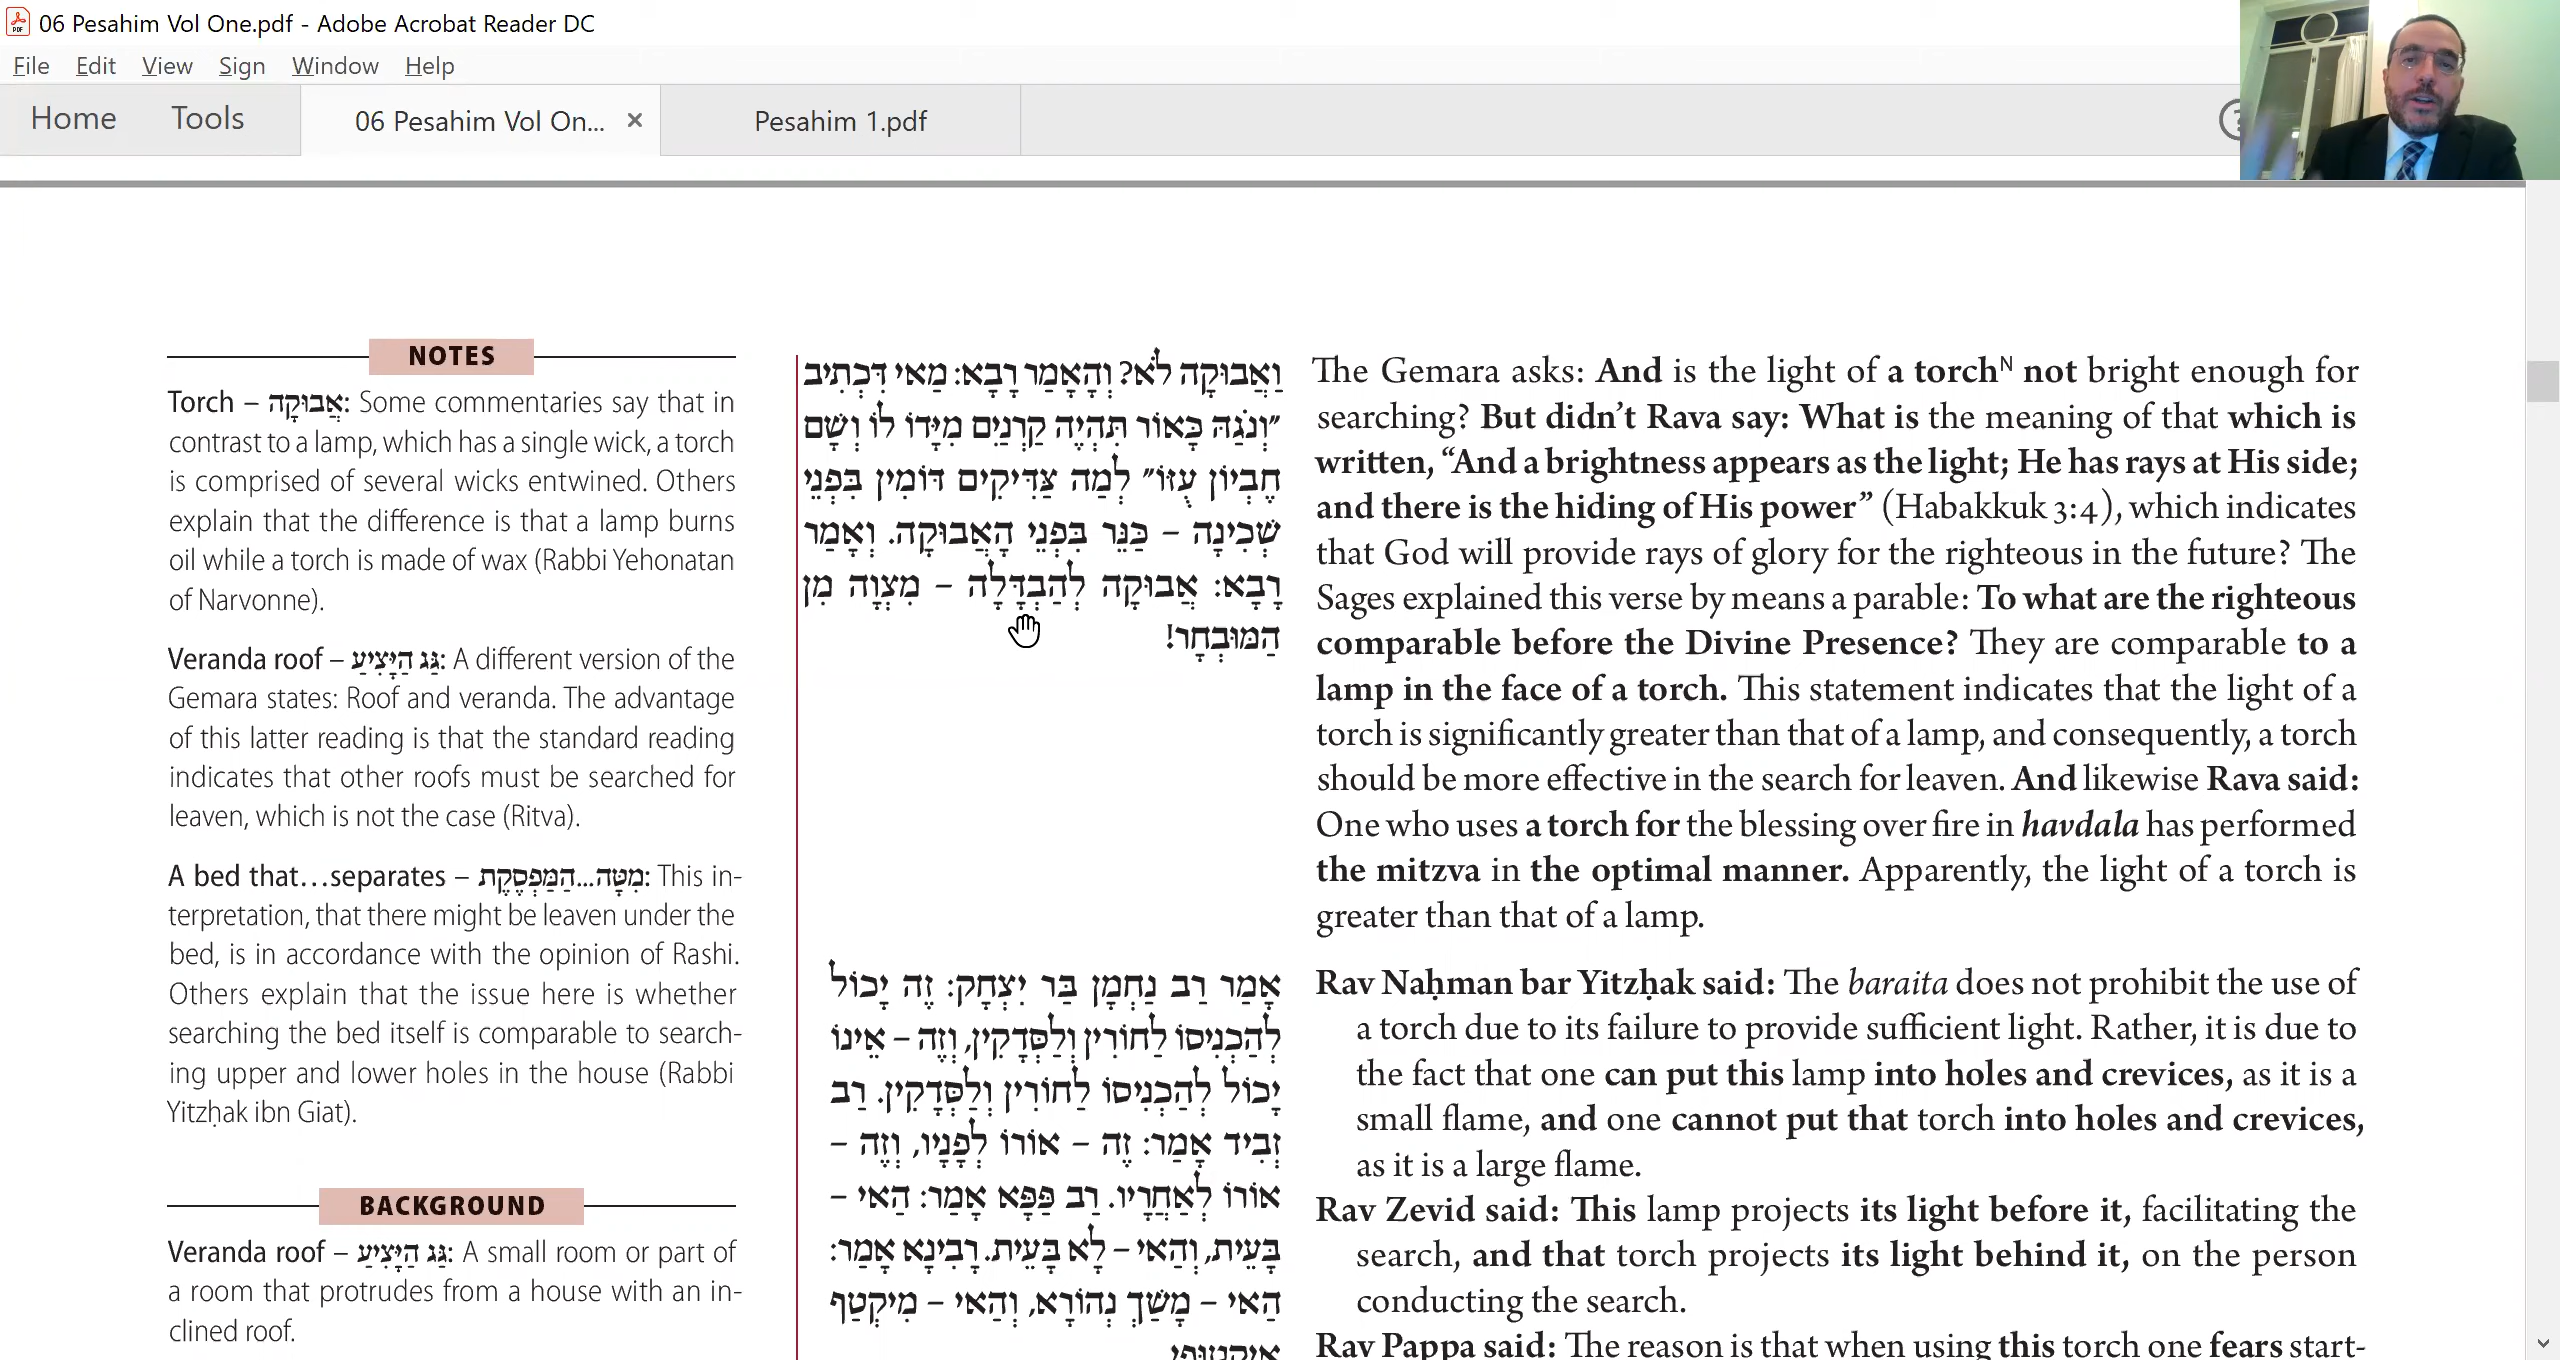 06 Pesahim Vol One.pdf - Adobe Acrobat Reader DC
File Edit View Sign Window Help
Home Tools 06 Pesahim Vol On... × Pesahim 1.pdf
NOTES
Torch – אֲבוּקָה: Some commentaries say that in
contrast to a lamp, which has a single wick, a torch
is comprised of several wicks entwined. Others
explain that the difference is that a lamp burns
oil while a torch is made of wax (Rabbi Yehonatan
of Narvonne).
Veranda roof – גַּג הַיָּצִיעַ: A different version of the
Gemara states: Roof and veranda. The advantage
of this latter reading is that the standard reading
indicates that other roofs must be searched for
leaven, which is not the case (Ritva).
A bed that…separates – מִטָּה...הַמַּפְסֶקֶת: This in-
terpretation, that there might be leaven under the
bed, is in accordance with the opinion of Rashi.
Others explain that the issue here is whether
searching the bed itself is comparable to search-
ing upper and lower holes in the house (Rabbi
Yitzḥak ibn Giat).
BACKGROUND
Veranda roof – גַּג הַיָּצִיעַ: A small room or part of
a room that protrudes from a house with an in-
clined roof.
וַאֲבוּקָה לֹא? וְהָאָמַר רָבָא: מַאי דִּכְתִיב
״וְנֹגַהּ כָּאוֹר תִּהְיֶה קַרְנַיִם מִיָּדוֹ לוֹ וְשָׁם
חֶבְיוֹן עֻזּוֹ״ לְמַה צַדִּיקִים דּוֹמִין בִּפְנֵי
שְׁכִינָה – כַּנֵּר בִּפְנֵי הָאֲבוּקָה. וְאָמַר
רָבָא: אֲבוּקָה לְהַבְדָּלָה – מִצְוָה מִן
הַמּוּבְחָר!
אָמַר רַב נַחְמָן בַּר יִצְחָק: זֶה יָכוֹל
לְהַכְנִיסוֹ לַחוֹרִין וְלַסְּדָקִין, וְזֶה – אֵינוֹ
יָכוֹל לְהַכְנִיסוֹ לַחוֹרִין וְלַסְּדָקִין. רַב
זְבִיד אָמַר: זֶה – אוֹרוֹ לְפָנָיו, וְזֶה –
אוֹרוֹ לְאַחֲרָיו. רַב פַּפָּא אָמַר: הַאי –
בָּעֵית, וְהַאי – לָא בָּעֵית. רָבִינָא אָמַר:
הַאי – מָשַׁךְ נְהוֹרָא, וְהַאי – מִיקְּטַף
The Gemara asks: And is the light of a torchᴺ not bright enough for
searching? But didn’t Rava say: What is the meaning of that which is
written, “And a brightness appears as the light; He has rays at His side;
and there is the hiding of His power” (Habakkuk 3:4), which indicates
that God will provide rays of glory for the righteous in the future? The
Sages explained this verse by means a parable: To what are the righteous
comparable before the Divine Presence? They are comparable to a
lamp in the face of a torch. This statement indicates that the light of a
torch is significantly greater than that of a lamp, and consequently, a torch
should be more effective in the search for leaven. And likewise Rava said:
One who uses a torch for the blessing over fire in havdala has performed
the mitzva in the optimal manner. Apparently, the light of a torch is
greater than that of a lamp.
Rav Naḥman bar Yitzḥak said: The baraita does not prohibit the use of
a torch due to its failure to provide sufficient light. Rather, it is due to
the fact that one can put this lamp into holes and crevices, as it is a
small flame, and one cannot put that torch into holes and crevices,
as it is a large flame.
Rav Zevid said: This lamp projects its light before it, facilitating the
search, and that torch projects its light behind it, on the person
conducting the search.
Rav Pappa said: The reason is that when using this torch one fears start-